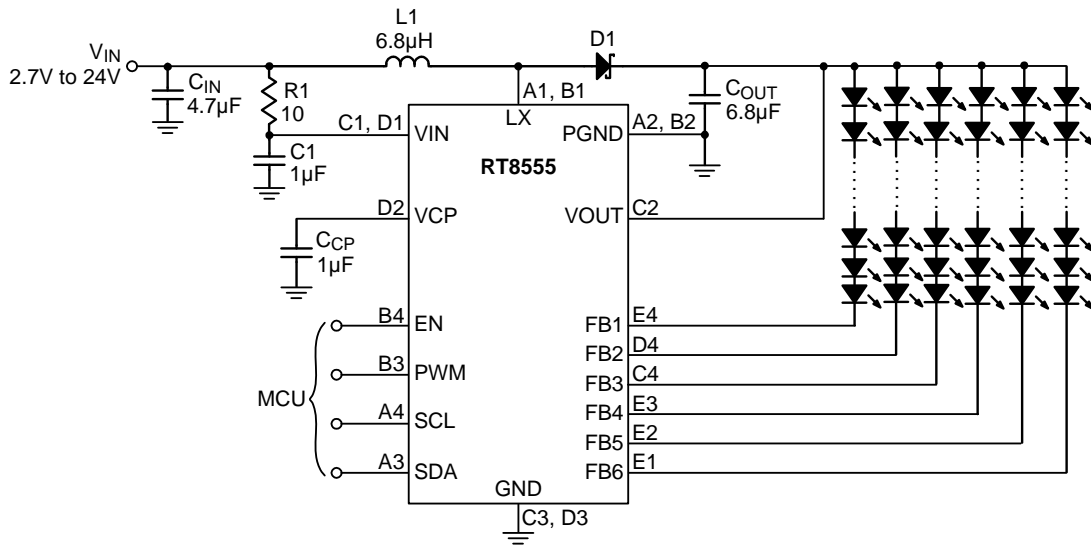 L1
6.8µH
D1
VIN
2.7V to 24V
CIN
4.7µF
R1
10
A1, B1
LX
COUT
6.8µF
C1, D1
VIN
PGND
A2, B2
C1
1µF
RT8555
D2
VCP
VOUT
C2
CCP
1µF
B4
EN
FB1
E4
FB2
D4
B3
PWM
FB3
C4
MCU
A4
SCL
FB4
E3
FB5
E2
A3
SDA
FB6
E1
GND
C3, D3